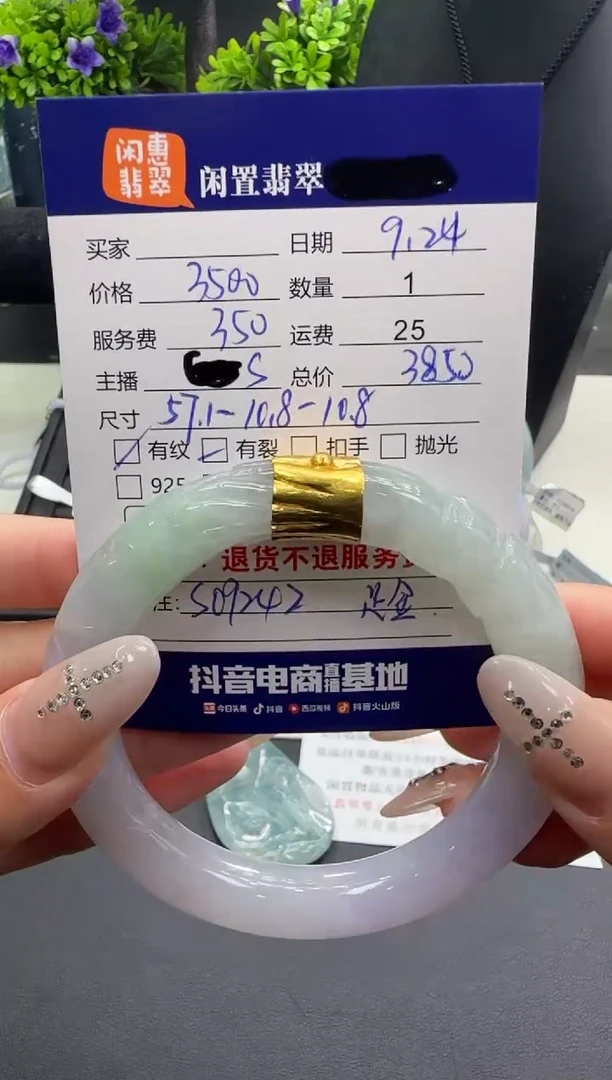 闲惠
翡翠
闲置翡翠
买家 日期 9.24
价格 3500 数量 1
服务费 350 运费 25
主播 S 总价 3850
尺寸 57.1-10.8-10.8
有纹 有裂 扣手 抛光
925
退货不退服务费
注: S09242 足金
抖音电商直播基地
今日头条 抖音 西瓜视频 抖音火山版